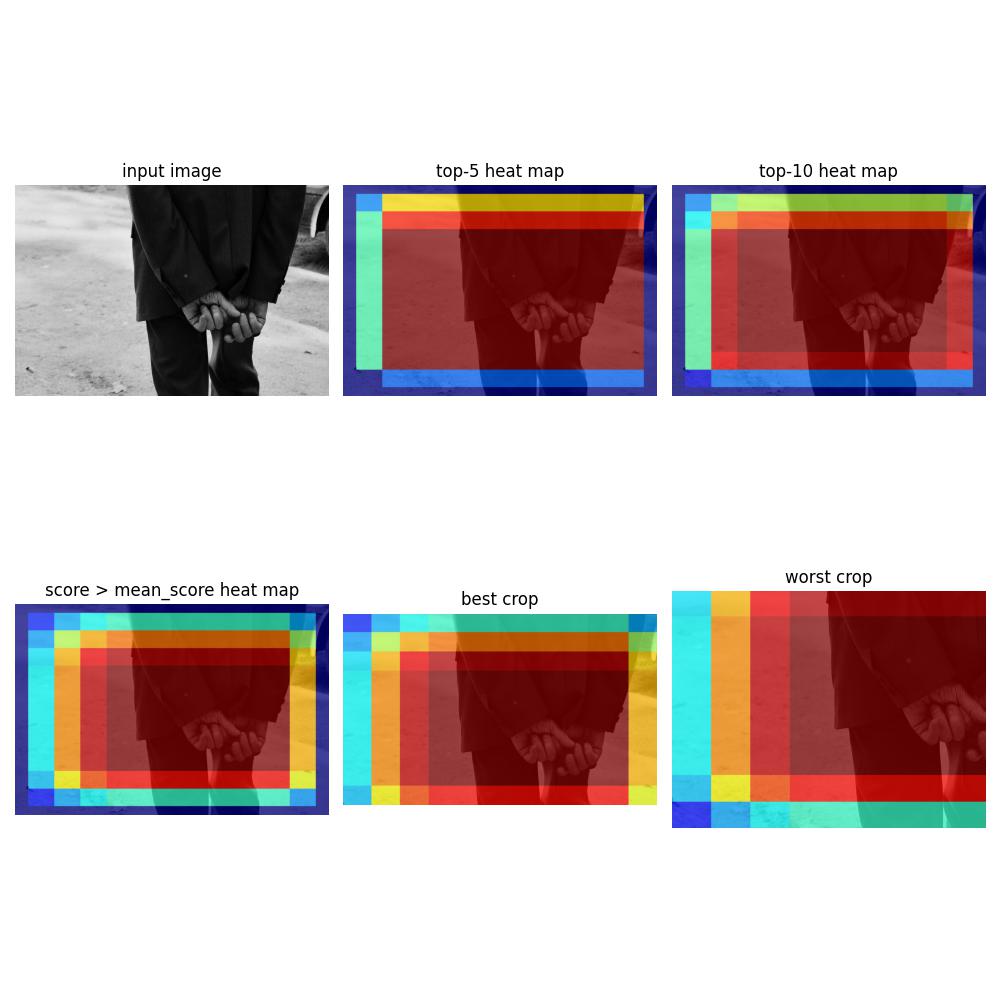 input image
top-5 heat map
top-10 heat map
score > mean_score heat map
best crop
worst crop